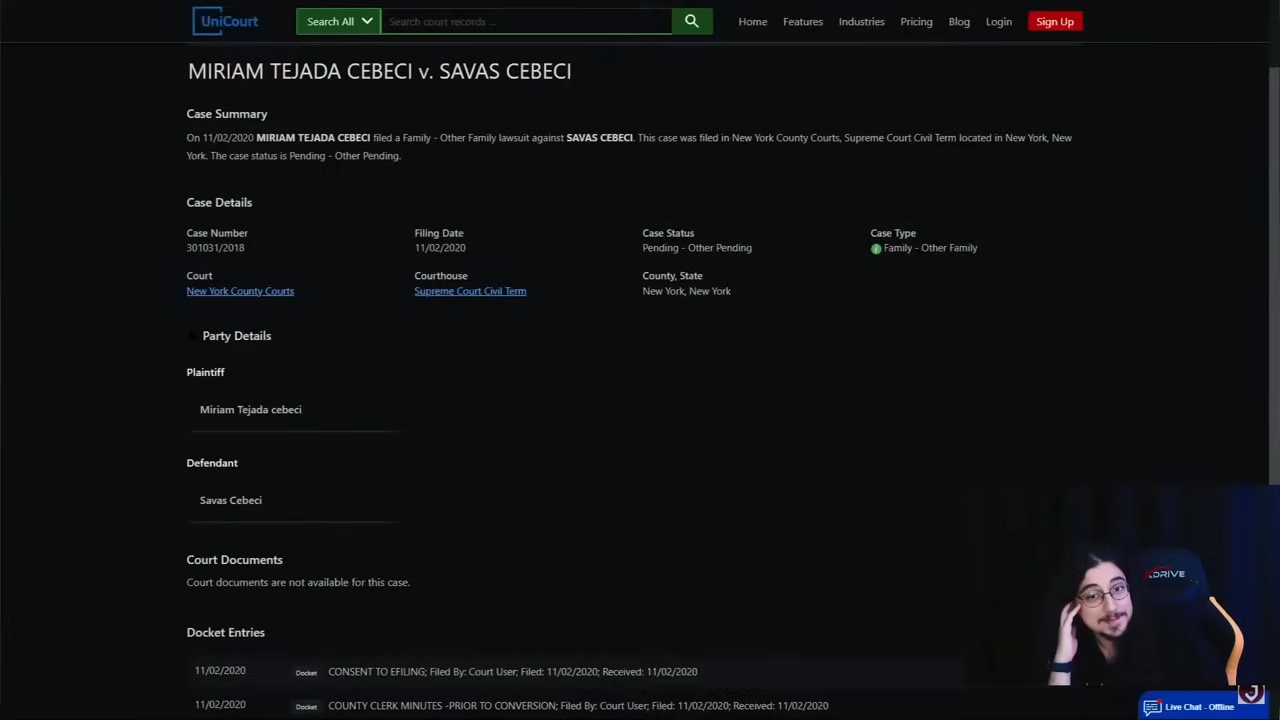 UniCourt
Search All
Search court records ...
Home
Features
Industries
Pricing
Blog
Login
Sign Up
MIRIAM TEJADA CEBECI v. SAVAS CEBECI
Case Summary
On 11/02/2020 MIRIAM TEJADA CEBECI filed a Family - Other Family lawsuit against SAVAS CEBECI. This case was filed in New York County Courts, Supreme Court Civil Term located in New York, New
York. The case status is Pending - Other Pending.
Case Details
Case Number
Filing Date
Case Status
Case Type
301031/2018
11/02/2020
Pending - Other Pending
Family - Other Family
Court
Courthouse
County, State
New York County Courts
Supreme Court Civil Term
New York, New York
Party Details
Plaintiff
Miriam Tejada cebeci
Defendant
Savas Cebeci
Court Documents
Court documents are not available for this case.
DRIVE
Docket Entries
11/02/2020
Docket
CONSENT TO EFILING; Filed By: Court User; Filed: 11/02/2020; Received: 11/02/2020
11/02/2020
Docket
COUNTY CLERK MINUTES -PRIOR TO CONVERSION; Filed By: Court User; Filed: 11/02/2020; Received: 11/02/2020
Live Chat - Offline
J